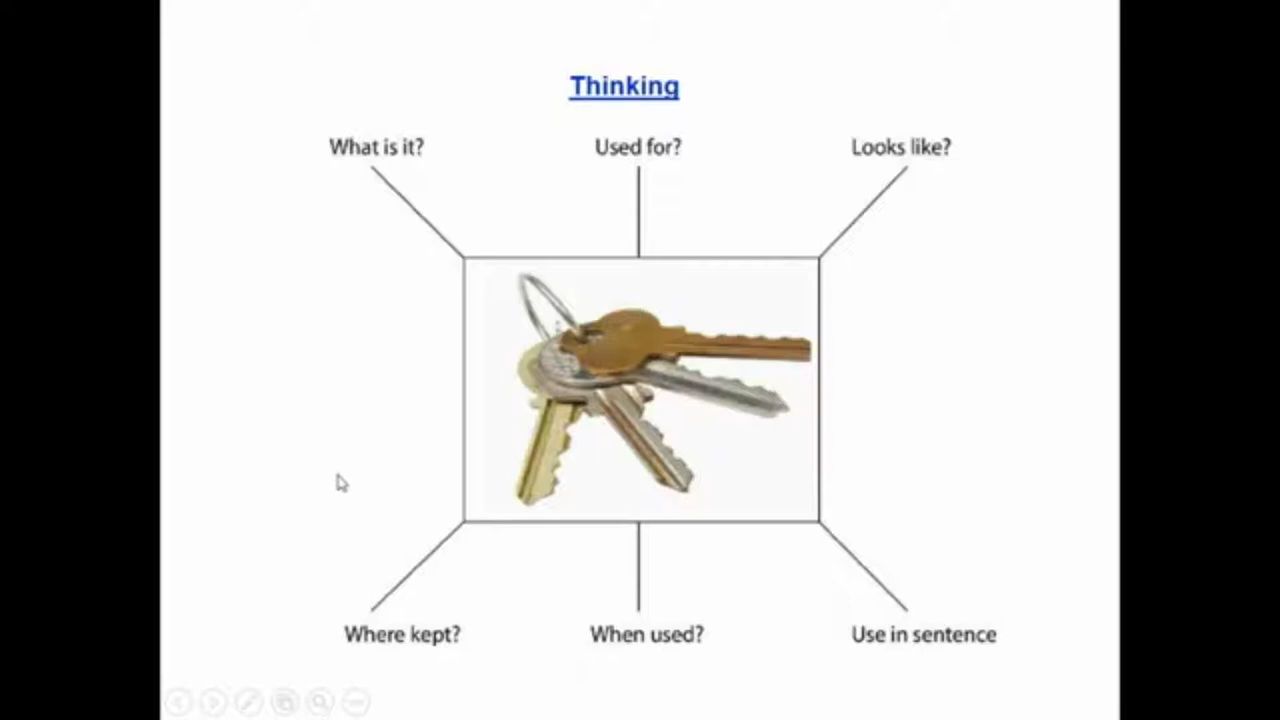 Thinking
What is it?
Used for?
Looks like?
Where kept?
When used?
Use in sentence